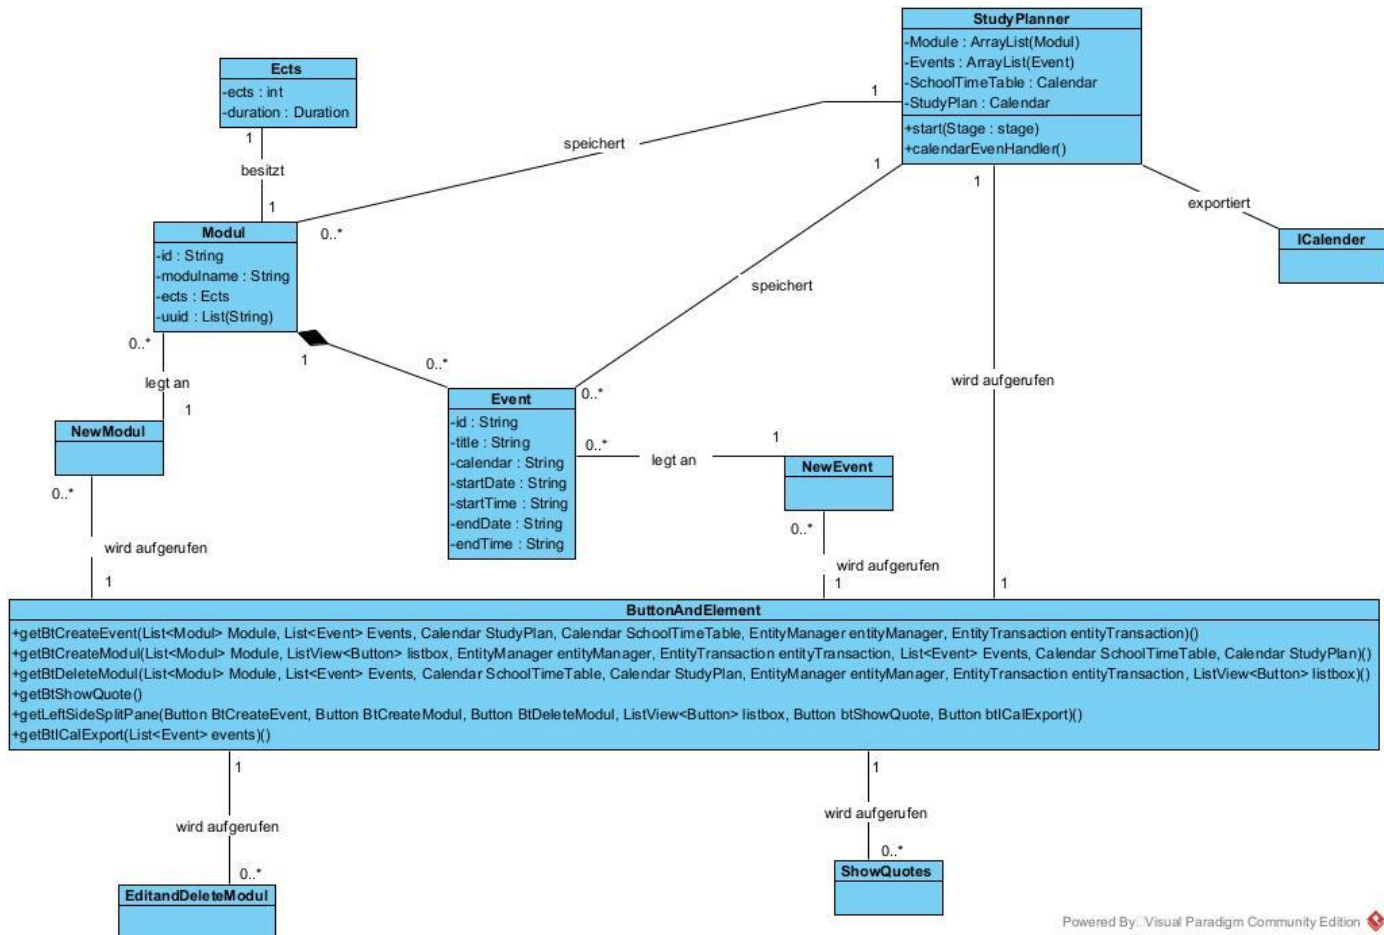 StudyPlanner
-Module : ArrayList(Modul)
-Events : ArrayList(Event)
-SchoolTimeTable : Calendar
-StudyPlan : Calendar
+start(Stage : stage)
+calendarEvenHandler()
Ects
-ects : int
-duration : Duration
1
besitzt
1
1
speichert
0..*
1
speichert
0..*
1
wird aufgerufen
1
exportiert
ICalender
Modul
-id : String
-modulname : String
-ects : Ects
-uuid : List(String)
0..*
legt an
1
1
0..*
NewModul
0..*
wird aufgerufen
1
Event
-id : String
-title : String
-calendar : String
-startDate : String
-startTime : String
-endDate : String
-endTime : String
0..*
legt an
1
NewEvent
0..*
wird aufgerufen
1
ButtonAndElement
+getBtCreateEvent(List<Modul> Module, List<Event> Events, Calendar StudyPlan, Calendar SchoolTimeTable, EntityManager entityManager, EntityTransaction entityTransaction)()
+getBtCreateModul(List<Modul> Module, ListView<Button> listbox, EntityManager entityManager, EntityTransaction entityTransaction, List<Event> Events, Calendar SchoolTimeTable, Calendar StudyPlan)()
+getBtDeleteModul(List<Modul> Module, List<Event> Events, Calendar SchoolTimeTable, Calendar StudyPlan, EntityManager entityManager, EntityTransaction entityTransaction, ListView<Button> listbox)()
+getBtShowQuote()
+getLeftSideSplitPane(Button BtCreateEvent, Button BtCreateModul, Button BtDeleteModul, ListView<Button> listbox, Button btShowQuote, Button btICalExport)()
+getBtICalExport(List<Event> events)()
1
wird aufgerufen
0..*
EditandDeleteModul
1
wird aufgerufen
0..*
ShowQuotes
Powered By Visual Paradigm Community Edition